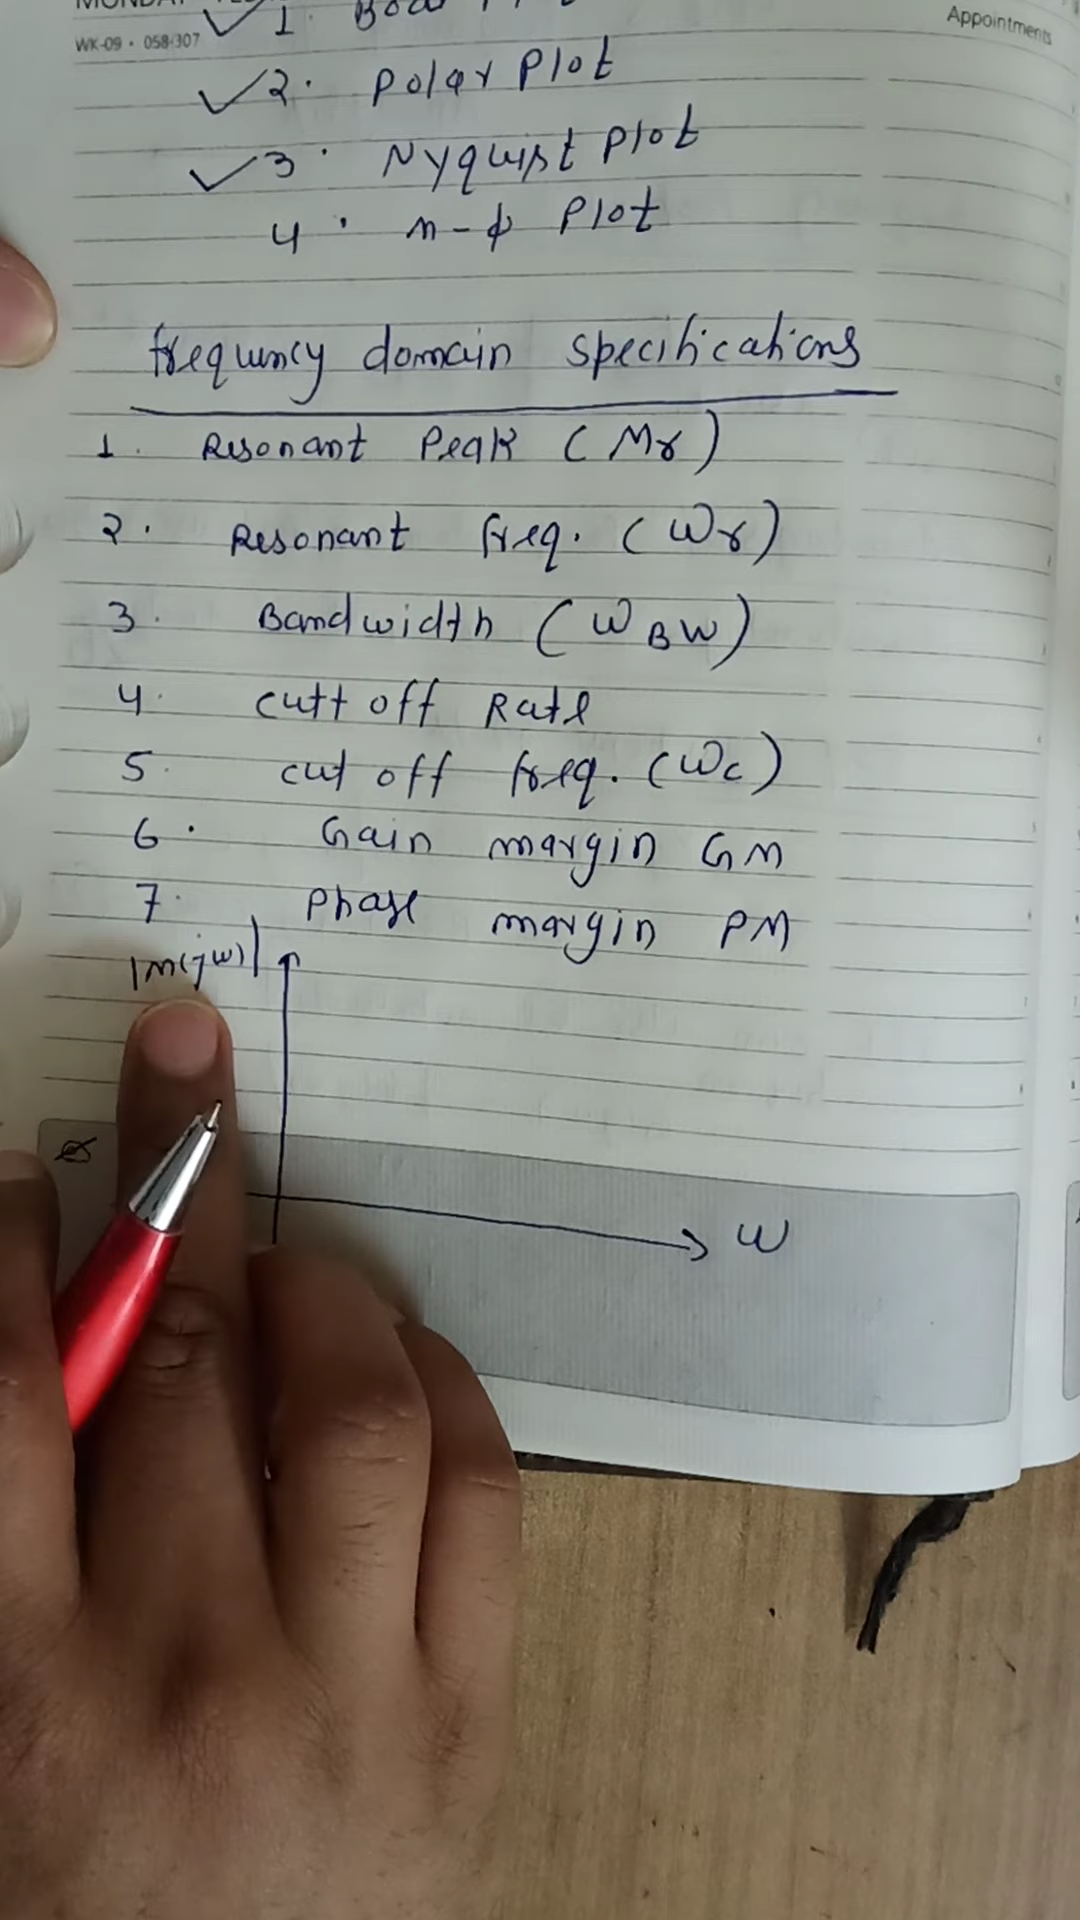 WK-09 • 058-307
Appointments
✓ 2. Polar Plot
✓ 3. Nyquist Plot
4. M-φ Plot
frequncy domain specifications
1. Resonant Peak (Mr)
2. Resonant freq. (ωr)
3. Bandwidth (ωBW)
4. Cutt off Rate
5. cut off freq. (ωc)
6. Gain margin GM
7. Phase margin PM
|M(jω)|
ω